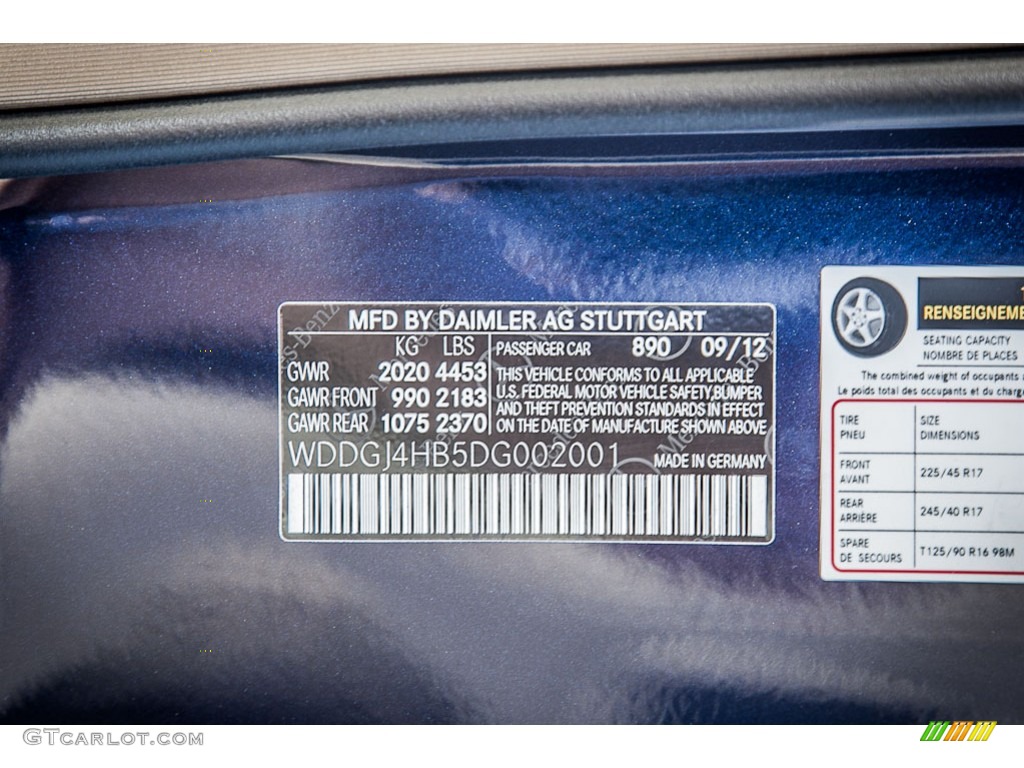 MFD BY DAIMLER AG STUTTGART
KG LBS
GVWR 2020 4453
GAWR FRONT 990 2183
GAWR REAR 1075 2370
PASSENGER CAR 890 09/12
THIS VEHICLE CONFORMS TO ALL APPLICABLE
U.S. FEDERAL MOTOR VEHICLE SAFETY,BUMPER
AND THEFT PREVENTION STANDARDS IN EFFECT
ON THE DATE OF MANUFACTURE SHOWN ABOVE
WDDGJ4HB5DG002001 MADE IN GERMANY
RENSEIGNEME
SEATING CAPACITY
NOMBRE DE PLACES
The combined weight of occupants
Le poids total des occupants et du charg
TIRE SIZE
PNEU DIMENSIONS
FRONT
AVANT 225/45 R17
REAR
ARRIÈRE 245/40 R17
SPARE
DE SECOURS T125/90 R16 98M
GTCARLOT.COM